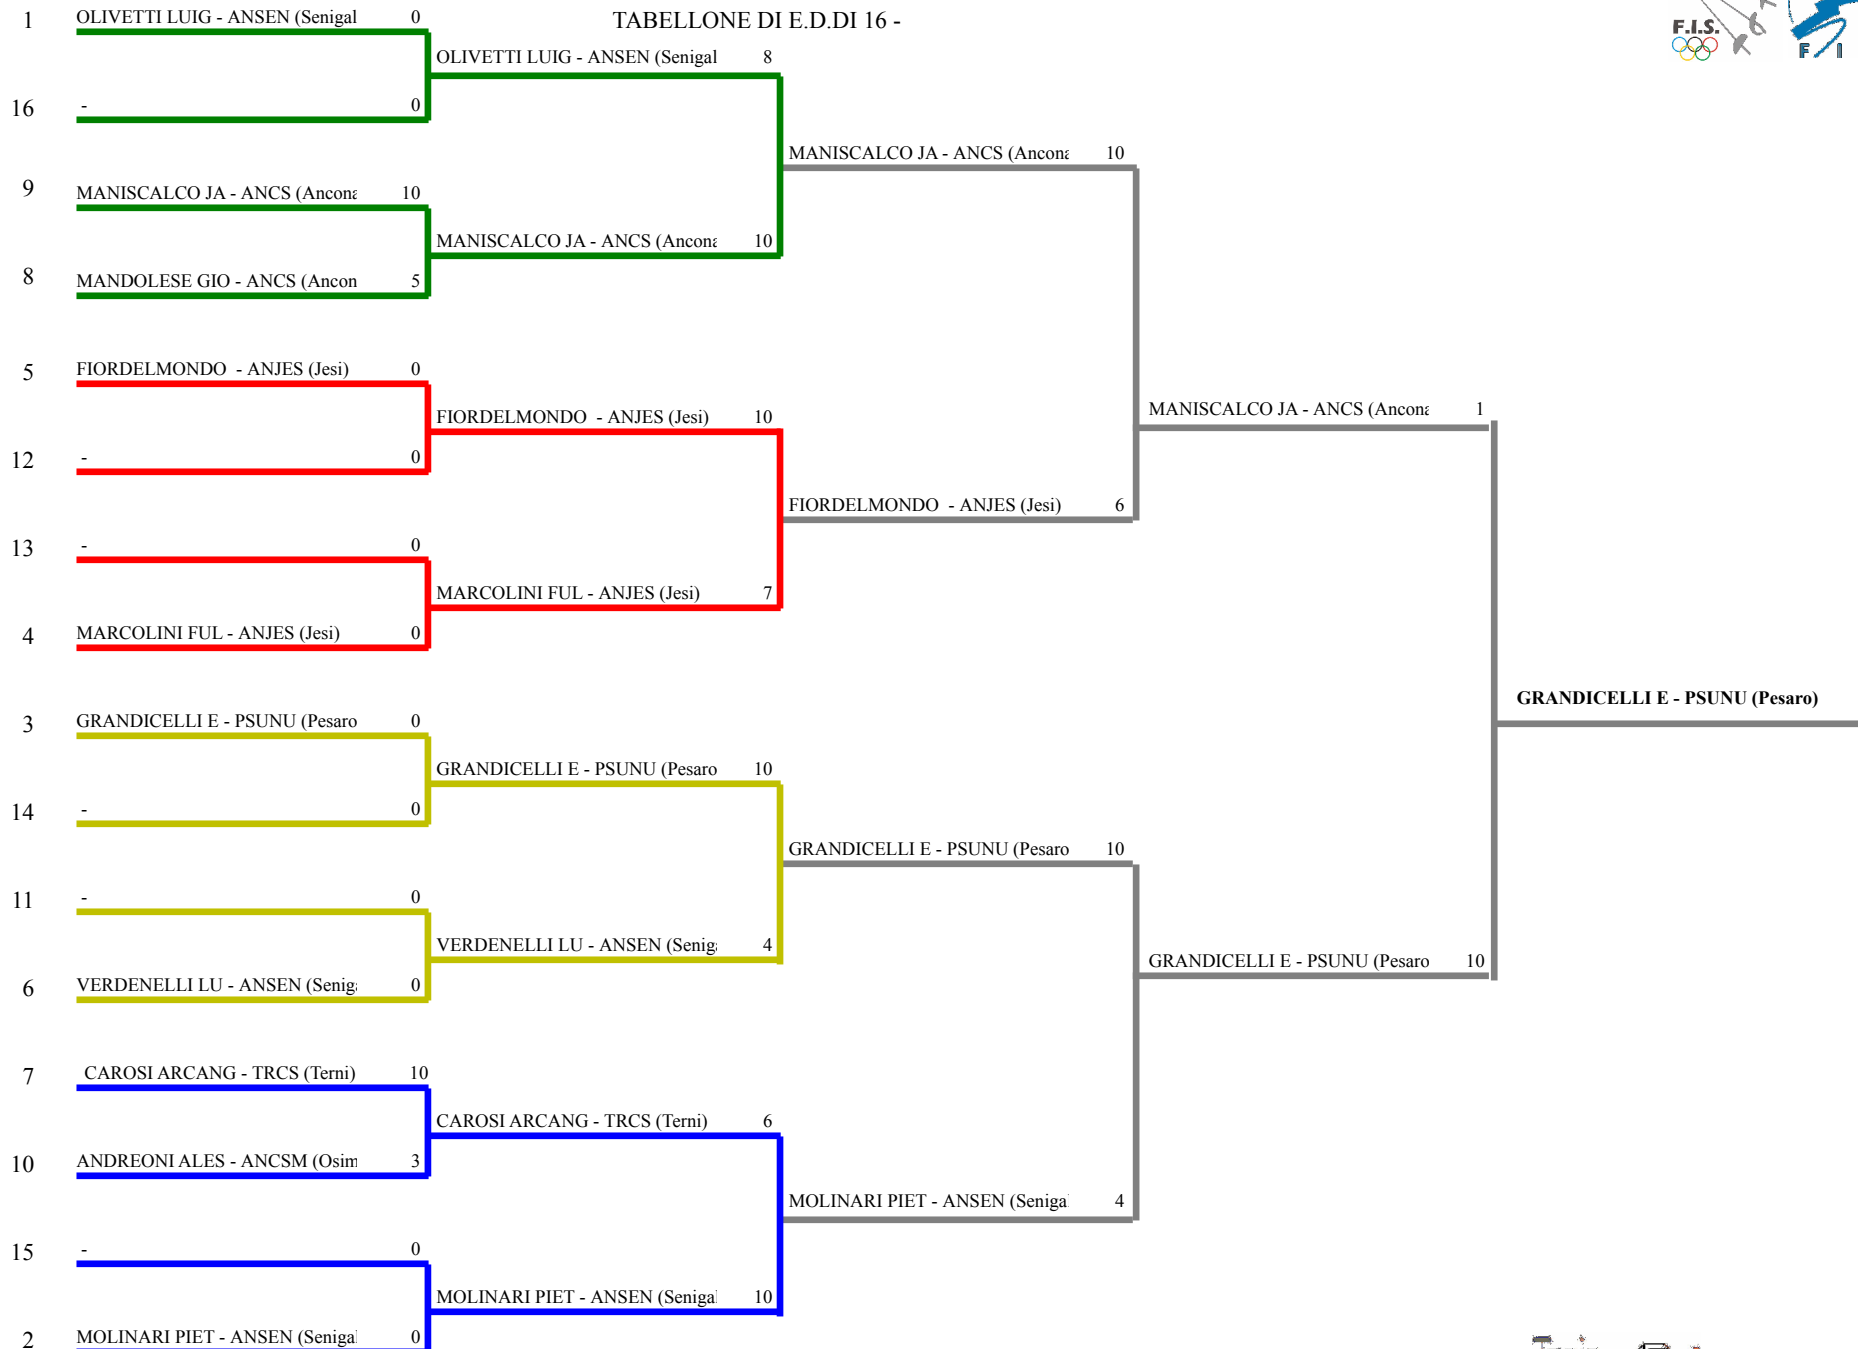 TABELLONE DI E.D.DI 16 -
F.I.S.
F I
1 OLIVETTI LUIG - ANSEN (Senigal 0
OLIVETTI LUIG - ANSEN (Senigal 8
16 - 0
MANISCALCO JA - ANCS (Ancona 10
9 MANISCALCO JA - ANCS (Ancona 10
MANISCALCO JA - ANCS (Ancona 10
8 MANDOLESE GIO - ANCS (Ancon 5
5 FIORDELMONDO - ANJES (Jesi) 0
FIORDELMONDO - ANJES (Jesi) 10
MANISCALCO JA - ANCS (Ancona 1
12 - 0
FIORDELMONDO - ANJES (Jesi) 6
13 - 0
MARCOLINI FUL - ANJES (Jesi) 7
4 MARCOLINI FUL - ANJES (Jesi) 0
GRANDICELLI E - PSUNU (Pesaro)
3 GRANDICELLI E - PSUNU (Pesaro 0
GRANDICELLI E - PSUNU (Pesaro 10
14 - 0
GRANDICELLI E - PSUNU (Pesaro 10
11 - 0
VERDENELLI LU - ANSEN (Seniga 4
GRANDICELLI E - PSUNU (Pesaro 10
6 VERDENELLI LU - ANSEN (Seniga 0
7 CAROSI ARCANG - TRCS (Terni) 10
CAROSI ARCANG - TRCS (Terni) 6
10 ANDREONI ALES - ANCSM (Osim 3
MOLINARI PIET - ANSEN (Senigal 4
15 - 0
MOLINARI PIET - ANSEN (Senigal 10
2 MOLINARI PIET - ANSEN (Senigal 0